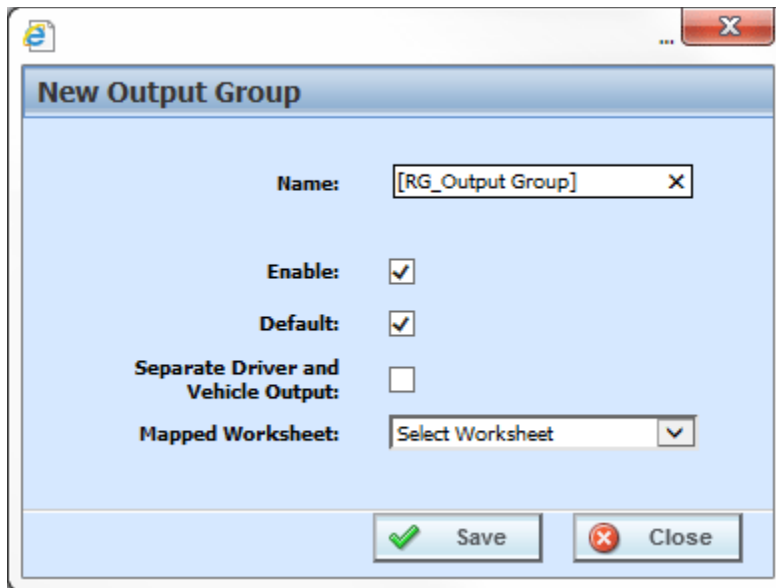 ...
New Output Group
Name: [RG_Output Group]
Enable:
Default:
Separate Driver and
Vehicle Output:
Mapped Worksheet: Select Worksheet
Save Close